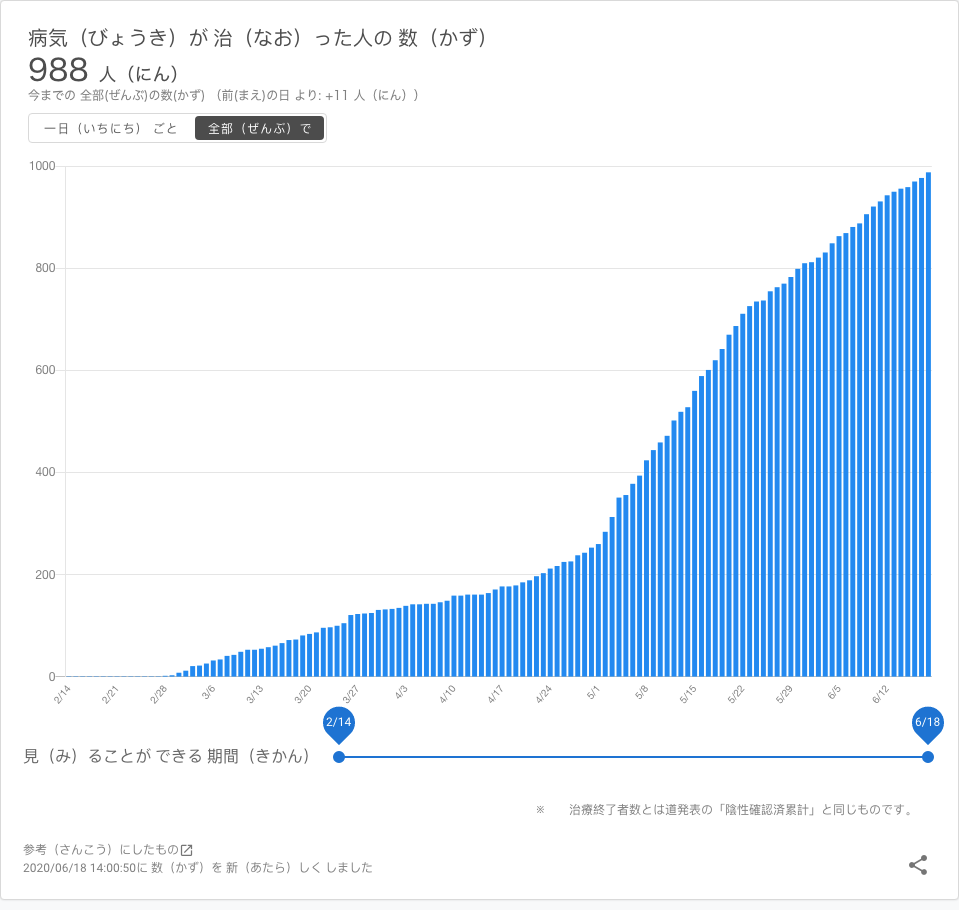 病気（びょうき）が 治（なお）った人の 数（かず）
988 人（にん）
今までの 全部(ぜんぶ)の数(かず) （前(まえ)の日 より: +11 人（にん））
一日（いちにち） ごと 全部（ぜんぶ）で
1000
800
600
400
200
0
2/14 2/21 2/28 3/6 3/13 3/20 3/27 4/3 4/10 4/17 4/24 5/1 5/8 5/15 5/22 5/29 6/5 6/12
2/14 6/18
見（み）ることが できる 期間（きかん）
※ 治療終了者数とは道発表の「陰性確認済累計」と同じものです。
参考（さんこう）にしたもの
2020/06/18 14:00:50に 数（かず）を 新（あたら）しく しました